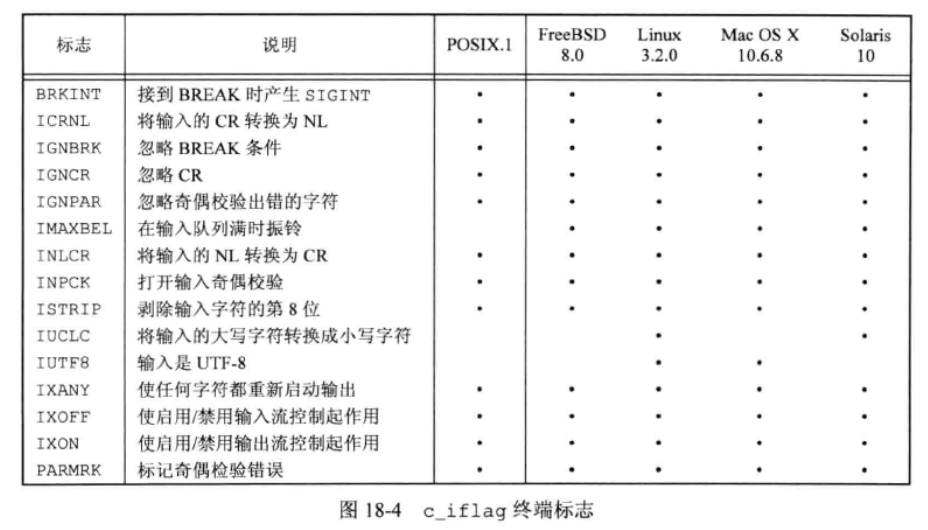 标志 说明 POSIX.1 FreeBSD 8.0 Linux 3.2.0 Mac OS X 10.6.8 Solaris 10
BRKINT 接到 BREAK 时产生 SIGINT • • • • •
ICRNL 将输入的 CR 转换为 NL • • • • •
IGNBRK 忽略 BREAK 条件 • • • • •
IGNCR 忽略 CR • • • • •
IGNPAR 忽略奇偶校验出错的字符 • • • • •
IMAXBEL 在输入队列满时振铃 • • • •
INLCR 将输入的 NL 转换为 CR • • • • •
INPCK 打开输入奇偶校验 • • • • •
ISTRIP 剥除输入字符的第 8 位 • • • • •
IUCLC 将输入的大写字符转换成小写字符 • •
IUTF8 输入是 UTF-8 • •
IXANY 使任何字符都重新启动输出 • • • • •
IXOFF 使启用/禁用输入流控制起作用 • • • • •
IXON 使启用/禁用输出流控制起作用 • • • • •
PARMRK 标记奇偶检验错误 • • • • •
图 18-4 c_iflag 终端标志